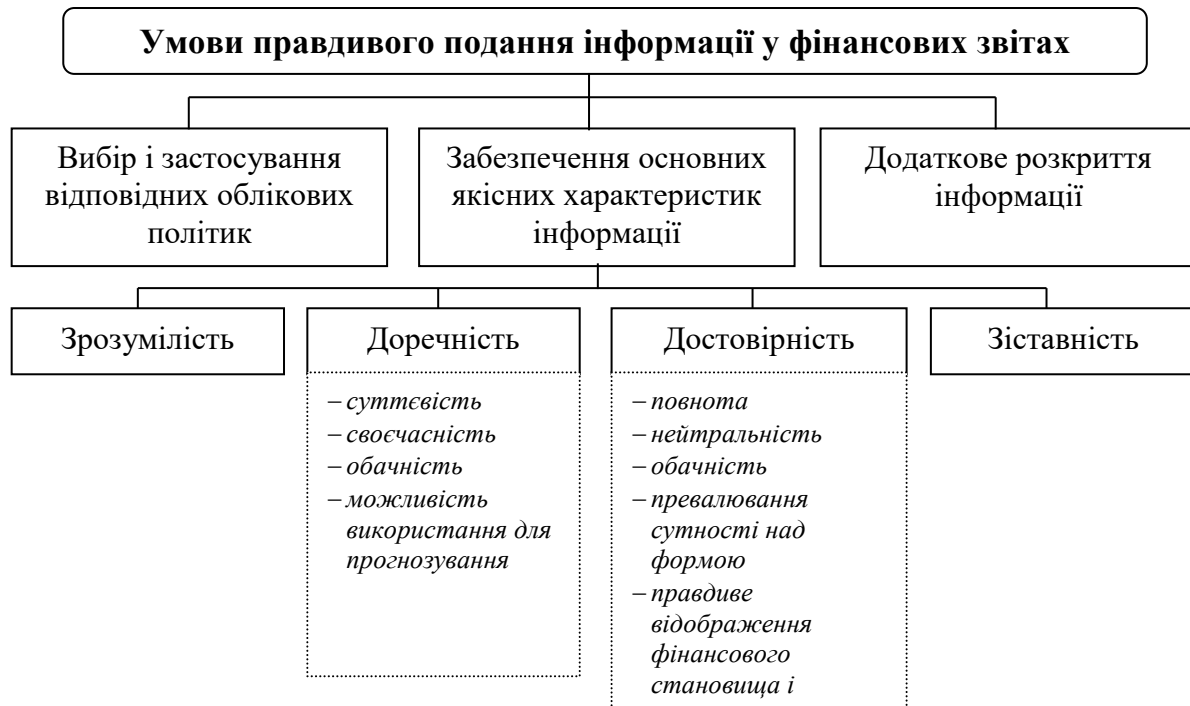 Умови правдивого подання інформації у фінансових звітах
Вибір і застосування
відповідних облікових
політик
Забезпечення основних
якісних характеристик
інформації
Додаткове розкриття
інформації
Зрозумілість
Доречність
– суттєвість
– своєчасність
– обачність
– можливість
використання для
прогнозування
Достовірність
– повнота
– нейтральність
– обачність
– превалювання
сутності над
формою
– правдиве
відображення
фінансового
становища і
Зіставність